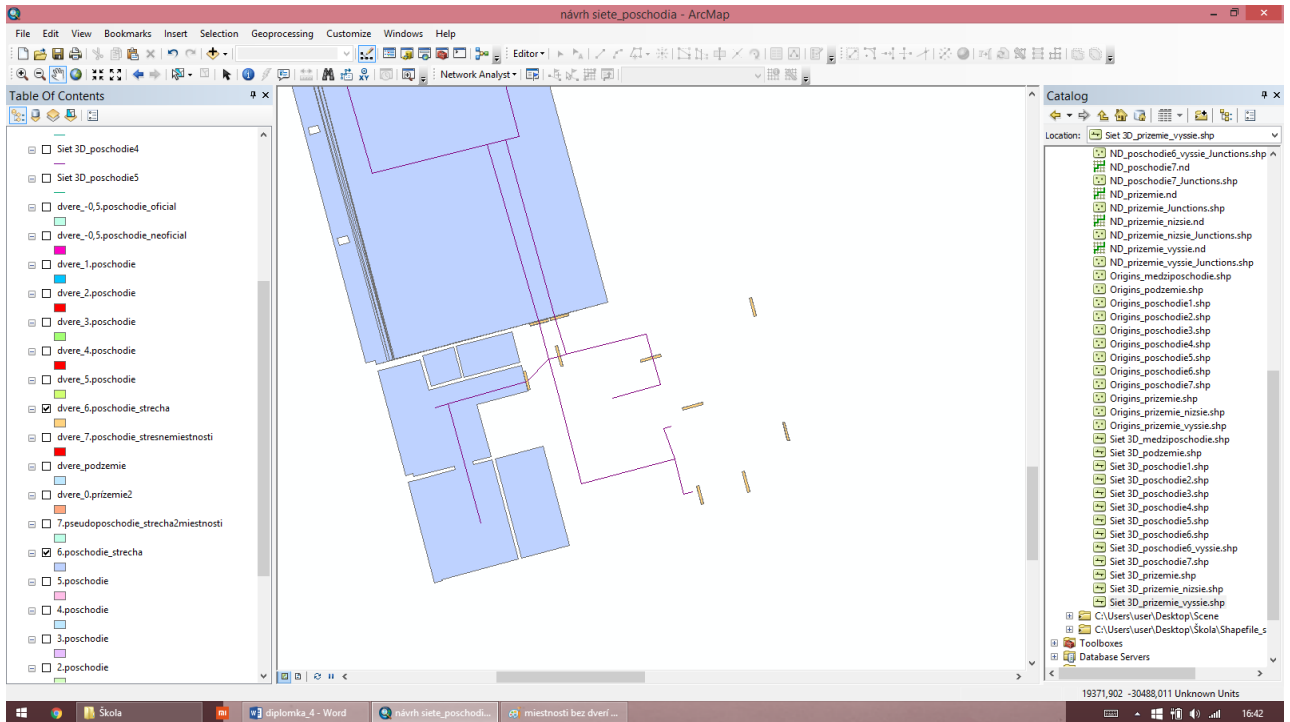 návrh siete_poschodia - ArcMap
File Edit View Bookmarks Insert Selection Geoprocessing Customize Windows Help
Editor
Network Analyst
Table Of Contents
Siet 3D_poschodie4
Siet 3D_poschodie5
dvere_-0,5.poschodie_oficial
dvere_-0,5.poschodie_neoficial
dvere_1.poschodie
dvere_2.poschodie
dvere_3.poschodie
dvere_4.poschodie
dvere_5.poschodie
dvere_6.poschodie_strecha
dvere_7.poschodie_stresnemiestnosti
dvere_podzemie
dvere_0.prízemie2
7.pseudoposchodie_strecha2miestnosti
6.poschodie_strecha
5.poschodie
4.poschodie
3.poschodie
2.poschodie
Catalog
Location: Siet 3D_prizemie_vyssie.shp
ND_poschodie6_vyssie_Junctions.shp
ND_poschodie7.nd
ND_poschodie7_Junctions.shp
ND_prizemie.nd
ND_prizemie_Junctions.shp
ND_prizemie_nizsie.nd
ND_prizemie_nizsie_Junctions.shp
ND_prizemie_vyssie.nd
ND_prizemie_vyssie_Junctions.shp
Origins_medziposchodie.shp
Origins_podzemie.shp
Origins_poschodie1.shp
Origins_poschodie2.shp
Origins_poschodie3.shp
Origins_poschodie4.shp
Origins_poschodie5.shp
Origins_poschodie6.shp
Origins_poschodie7.shp
Origins_prizemie.shp
Origins_prizemie_nizsie.shp
Origins_prizemie_vyssie.shp
Siet 3D_medziposchodie.shp
Siet 3D_podzemie.shp
Siet 3D_poschodie1.shp
Siet 3D_poschodie2.shp
Siet 3D_poschodie3.shp
Siet 3D_poschodie4.shp
Siet 3D_poschodie5.shp
Siet 3D_poschodie6.shp
Siet 3D_poschodie6_vyssie.shp
Siet 3D_poschodie7.shp
Siet 3D_prizemie.shp
Siet 3D_prizemie_nizsie.shp
Siet 3D_prizemie_vyssie.shp
C:\Users\user\Desktop\Scene
C:\Users\user\Desktop\Škola\Shapefile_s
Toolboxes
Database Servers
19371,902 -30488,011 Unknown Units
Škola
mi
diplomka_4 - Word
návrh siete_poschodi...
miestnosti bez dverí ...
16:42